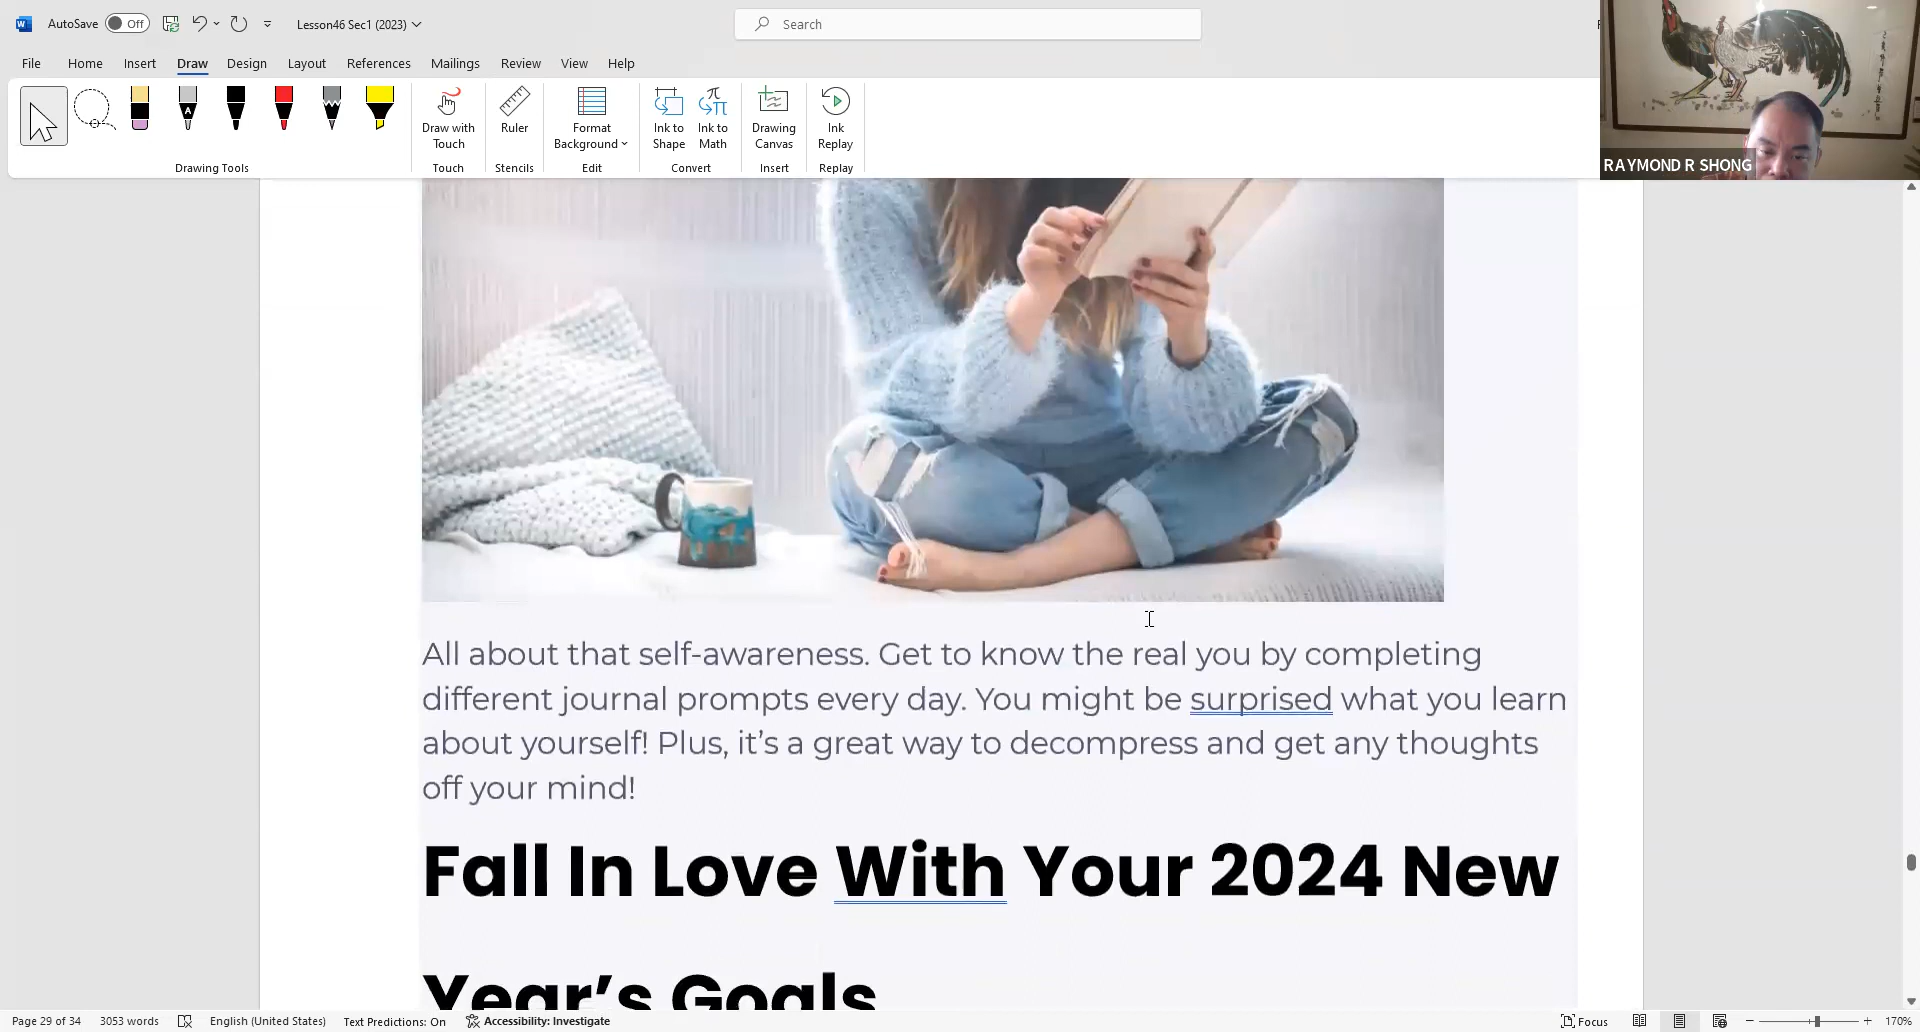 AutoSave Off Lesson46 Sec1 (2023) Search
File Home Insert Draw Design Layout References Mailings Review View Help
Draw with Touch Ruler Format Background Ink to Shape Ink to Math Drawing Canvas Ink Replay
Drawing Tools Touch Stencils Edit Convert Insert Replay
RAYMOND R SHONG
All about that self-awareness. Get to know the real you by completing
different journal prompts every day. You might be surprised what you learn
about yourself! Plus, it's a great way to decompress and get any thoughts
off your mind!
Fall In Love With Your 2024 New
Year's Goals
Page 29 of 34 3053 words English (United States) Text Predictions: On Accessibility: Investigate Focus 170%